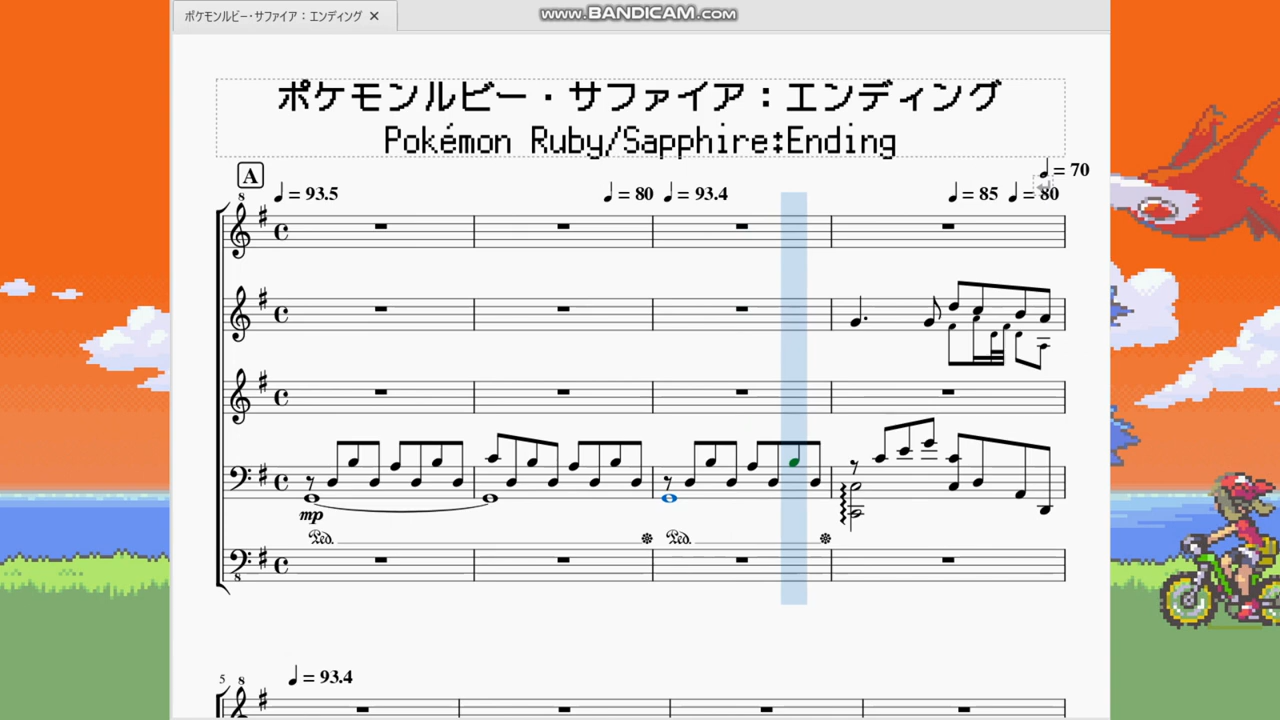 ポケモンルビー・サファイア：エンディング ×
www.BANDICAM.com
ポケモンルビー・サファイア：エンディング
Pokémon Ruby/Sapphire:Ending
A
= 70
= 93.5 = 80 = 93.4 = 85 = 80
8
mp
Ped. Ped.
8
5 = 93.4
8